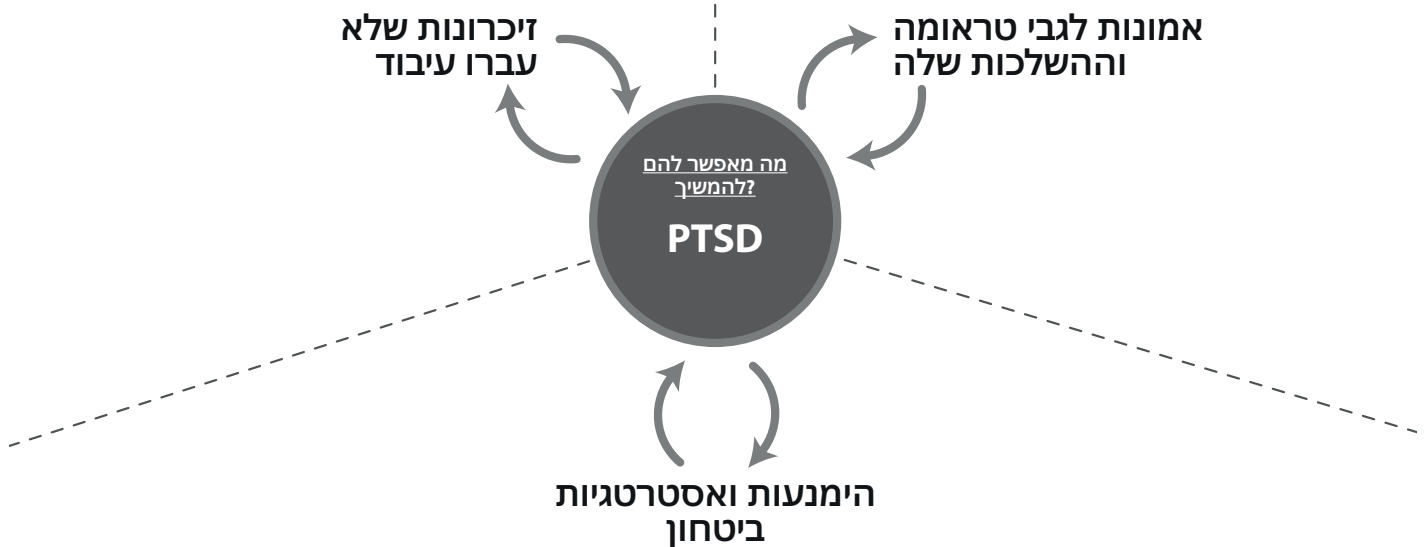 אמונות לגבי טראומה
וההשלכות שלה
זיכרונות שלא
עברו עיבוד
מה מאפשר להם
להמשיך?
PTSD
הימנעות ואסטרטגיות
ביטחון